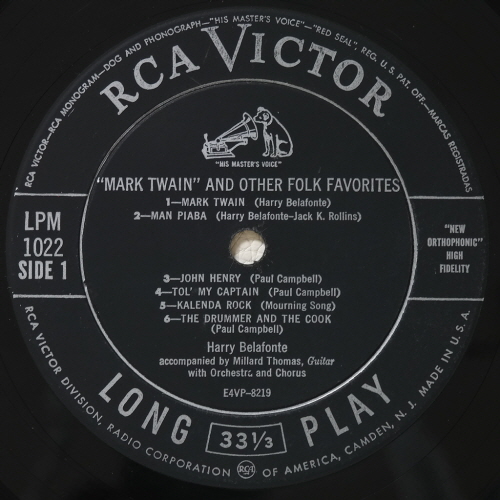 RCA VICTOR–RCA MONOGRAM–DOG AND PHONOGRAPH–"HIS MASTER'S VOICE"–"RED SEAL", REG. U.S. PAT. OFF.–MARCAS REGISTRADAS
RCA VICTOR
"HIS MASTER'S VOICE"
"MARK TWAIN" AND OTHER FOLK FAVORITES
1—MARK TWAIN (Harry Belafonte)
2—MAN PIABA (Harry Belafonte–Jack K. Rollins)
LPM
1022
SIDE 1
"NEW
ORTHOPHONIC"
HIGH
FIDELITY
3—JOHN HENRY (Paul Campbell)
4—TOL' MY CAPTAIN (Paul Campbell)
5—KALENDA ROCK (Mourning Song)
6—THE DRUMMER AND THE COOK
(Paul Campbell)
Harry Belafonte
accompanied by Millard Thomas, Guitar
with Orchestra and Chorus
E4VP–8219
LONG 33⅓ PLAY
RCA VICTOR DIVISION, RADIO CORPORATION RCA OF AMERICA, CAMDEN, N. J. MADE IN U.S.A.